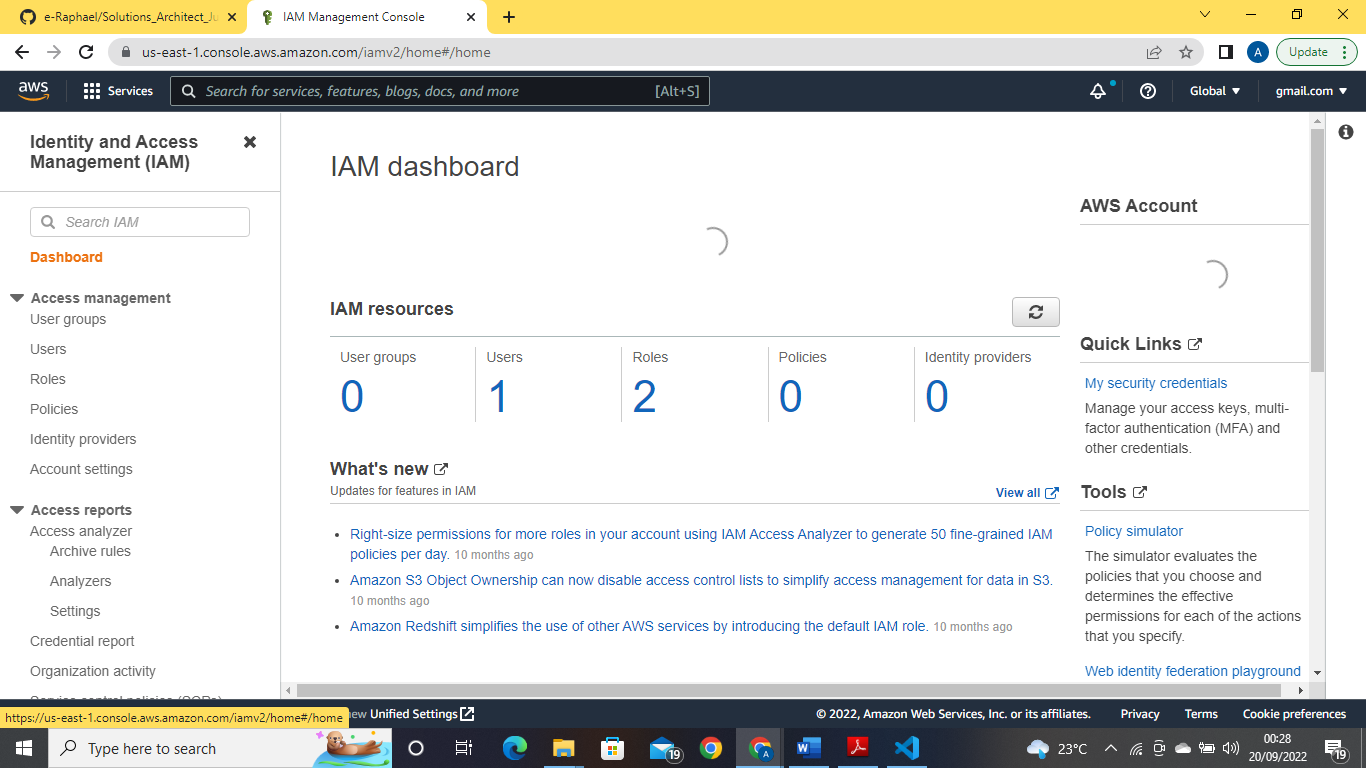 e-Raphael/Solutions_Architect_Ju
IAM Management Console
us-east-1.console.aws.amazon.com/iamv2/home#/home
A
Update
aws
Services
Search for services, features, blogs, docs, and more
[Alt+S]
Global
gmail.com
Identity and Access
Management (IAM)
Search IAM
Dashboard
Access management
User groups
Users
Roles
Policies
Identity providers
Account settings
Access reports
Access analyzer
Archive rules
Analyzers
Settings
Credential report
Organization activity
Service control policies (SCPs)
IAM dashboard
IAM resources
User groups
0
Users
1
Roles
2
Policies
0
Identity providers
0
What's new
Updates for features in IAM
View all
Right-size permissions for more roles in your account using IAM Access Analyzer to generate 50 fine-grained IAM
policies per day. 10 months ago
Amazon S3 Object Ownership can now disable access control lists to simplify access management for data in S3.
10 months ago
Amazon Redshift simplifies the use of other AWS services by introducing the default IAM role. 10 months ago
AWS Account
Quick Links
My security credentials
Manage your access keys, multi-
factor authentication (MFA) and
other credentials.
Tools
Policy simulator
The simulator evaluates the
policies that you choose and
determines the effective
permissions for each of the actions
that you specify.
Web identity federation playground
https://us-east-1.console.aws.amazon.com/iamv2/home#/home
Unified Settings
© 2022, Amazon Web Services, Inc. or its affiliates.
Privacy
Terms
Cookie preferences
Type here to search
19
A
23°C
00:28
20/09/2022
19